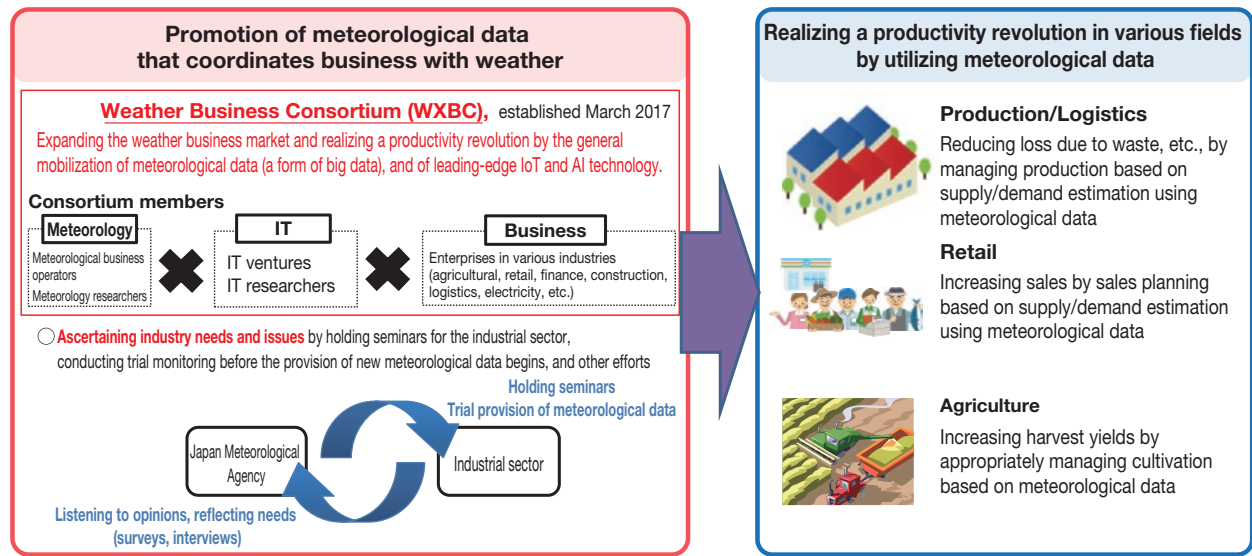 Promotion of meteorological data
that coordinates business with weather
Weather Business Consortium (WXBC), established March 2017
Expanding the weather business market and realizing a productivity revolution by the general
mobilization of meteorological data (a form of big data), and of leading-edge IoT and AI technology.
Consortium members
Meteorology
Meteorological business
operators
Meteorology researchers
IT
IT ventures
IT researchers
Business
Enterprises in various industries
(agricultural, retail, finance, construction,
logistics, electricity, etc.)
○Ascertaining industry needs and issues by holding seminars for the industrial sector,
conducting trial monitoring before the provision of new meteorological data begins, and other efforts
Holding seminars
Trial provision of meteorological data
Japan Meteorological
Agency
Industrial sector
Listening to opinions, reflecting needs
(surveys, interviews)
Realizing a productivity revolution in various fields
by utilizing meteorological data
Production/Logistics
Reducing loss due to waste, etc., by
managing production based on
supply/demand estimation using
meteorological data
Retail
Increasing sales by sales planning
based on supply/demand estimation
using meteorological data
Agriculture
Increasing harvest yields by
appropriately managing cultivation
based on meteorological data